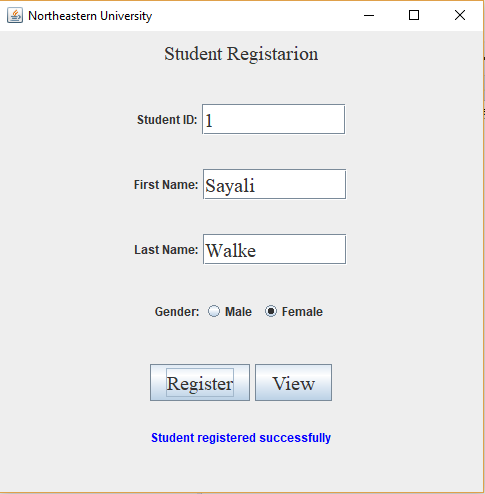 Northeastern University
Student Registarion
Student ID: 1
First Name: Sayali
Last Name: Walke
Gender: Male Female
Register View
Student registered successfully